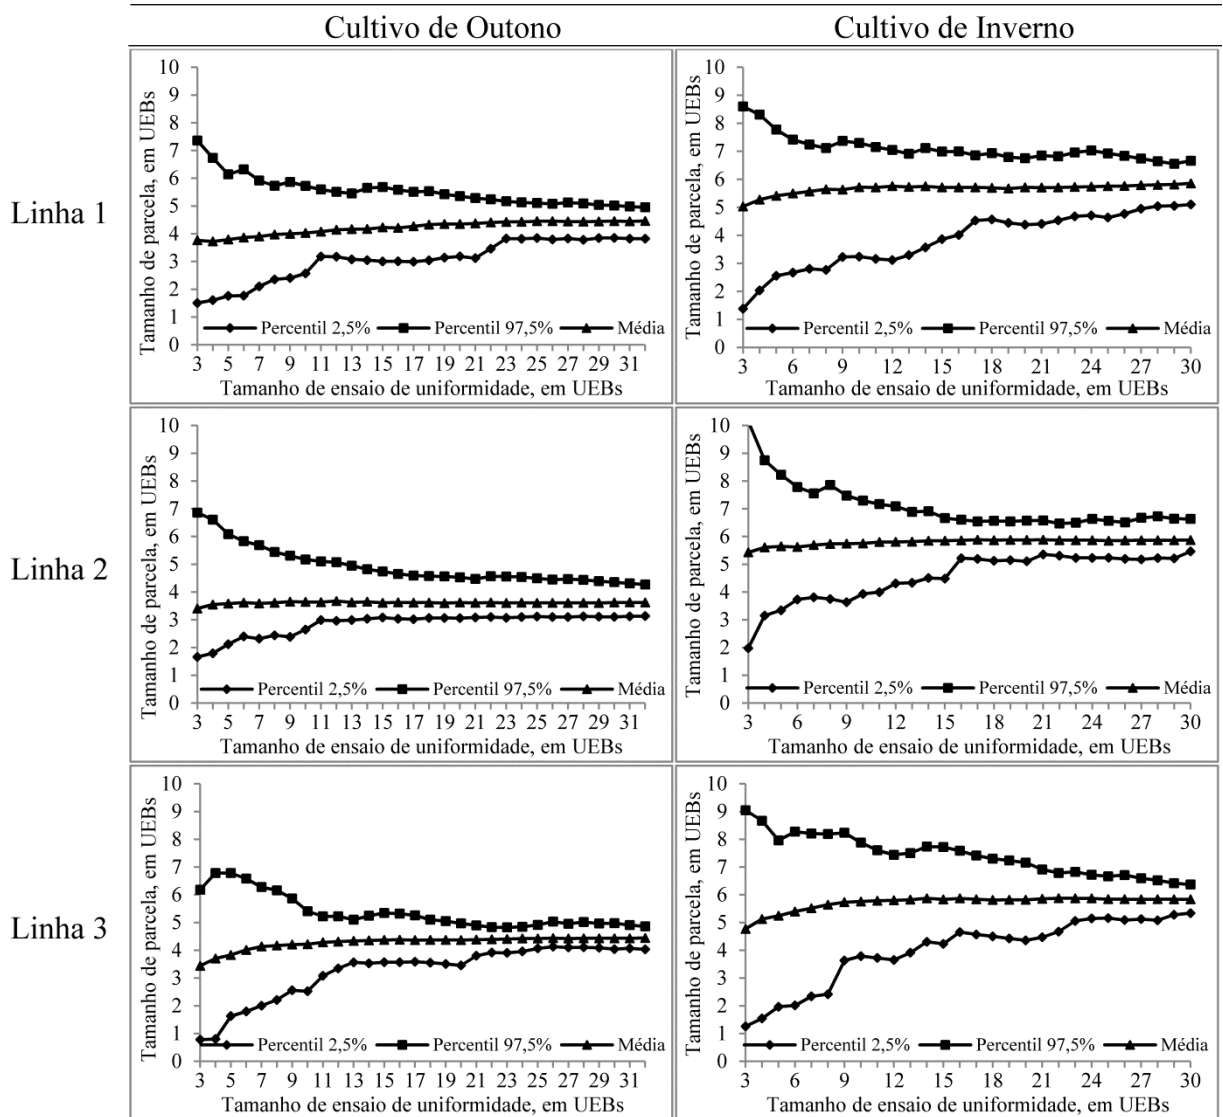 Cultivo de Outono
Cultivo de Inverno
Linha 1
Tamanho de parcela, em UEBs
10
9
8
7
6
5
4
3
2
1
0
Percentil 2,5% Percentil 97,5% Média
3 5 7 9 11 13 15 17 19 21 23 25 27 29 31
Tamanho de ensaio de uniformidade, em UEBs
Tamanho de parcela, em UEBs
10
9
8
7
6
5
4
3
2
1
0
Percentil 2,5% Percentil 97,5% Média
3 6 9 12 15 18 21 24 27 30
Tamanho de ensaio de uniformidade, em UEBs
Linha 2
Tamanho de parcela, em UEBs
10
9
8
7
6
5
4
3
2
1
0
Percentil 2,5% Percentil 97,5% Média
3 5 7 9 11 13 15 17 19 21 23 25 27 29 31
Tamanho de ensaio de uniformidade, em UEBs
Tamanho de parcela, em UEBs
10
9
8
7
6
5
4
3
2
1
0
Percentil 2,5% Percentil 97,5% Média
3 6 9 12 15 18 21 24 27 30
Tamanho de ensaio de uniformidade, em UEBs
Linha 3
Tamanho de parcela, em UEBs
10
9
8
7
6
5
4
3
2
1
0
Percentil 2,5% Percentil 97,5% Média
3 5 7 9 11 13 15 17 19 21 23 25 27 29 31
Tamanho de ensaio de uniformidade, em UEBs
Tamanho de parcela, em UEBs
10
9
8
7
6
5
4
3
2
1
0
Percentil 2,5% Percentil 97,5% Média
3 6 9 12 15 18 21 24 27 30
Tamanho de ensaio de uniformidade, em UEBs